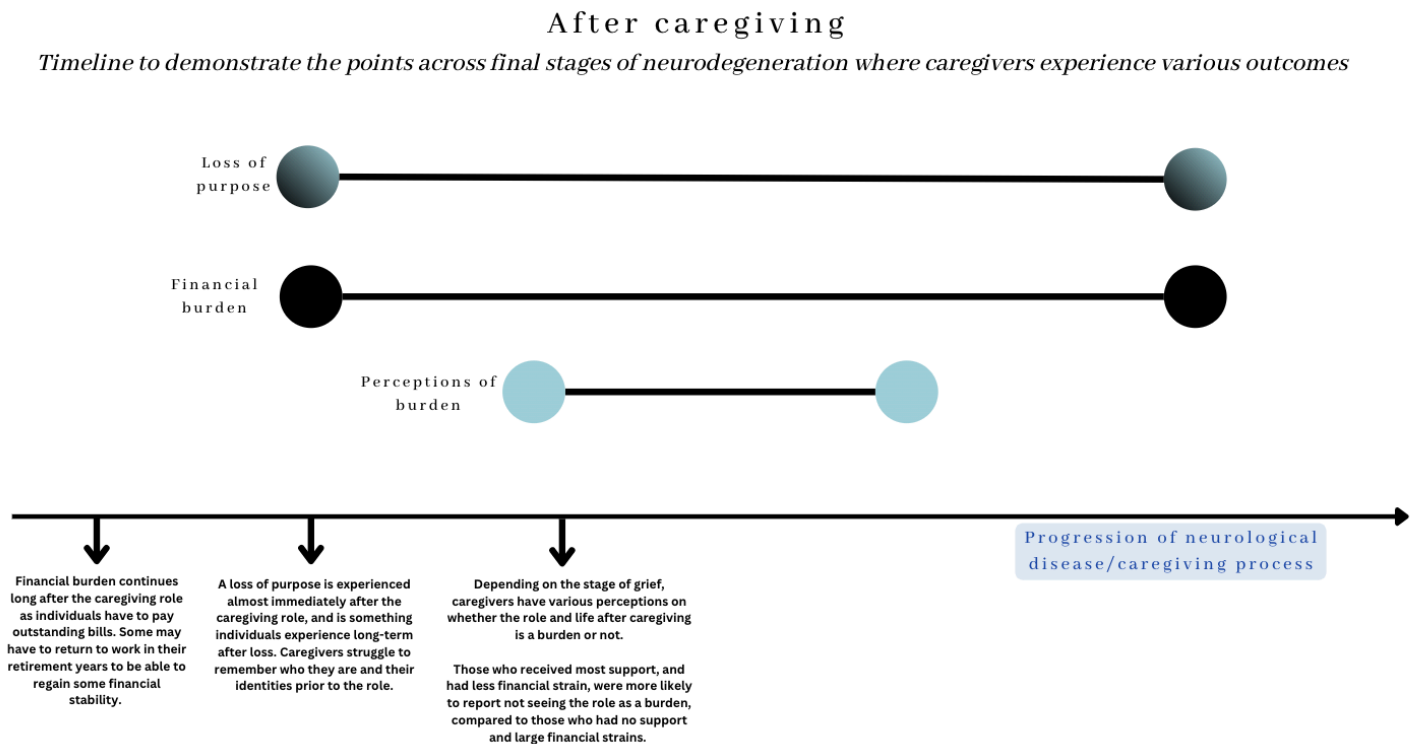 After caregiving
Timeline to demonstrate the points across final stages of neurodegeneration where caregivers experience various outcomes
Loss of
purpose
Financial
burden
Perceptions of
burden
Progression of neurological
disease/caregiving process
Financial burden continues
long after the caregiving role
as individuals have to pay
outstanding bills. Some may
have to return to work in their
retirement years to be able to
regain some financial
stability.
A loss of purpose is experienced
almost immediately after the
caregiving role, and is something
individuals experience long-term
after loss. Caregivers struggle to
remember who they are and their
identities prior to the role.
Depending on the stage of grief,
caregivers have various perceptions on
whether the role and life after caregiving
is a burden or not.
Those who received most support, and
had less financial strain, were more likely
to report not seeing the role as a burden,
compared to those who had no support
and large financial strains.